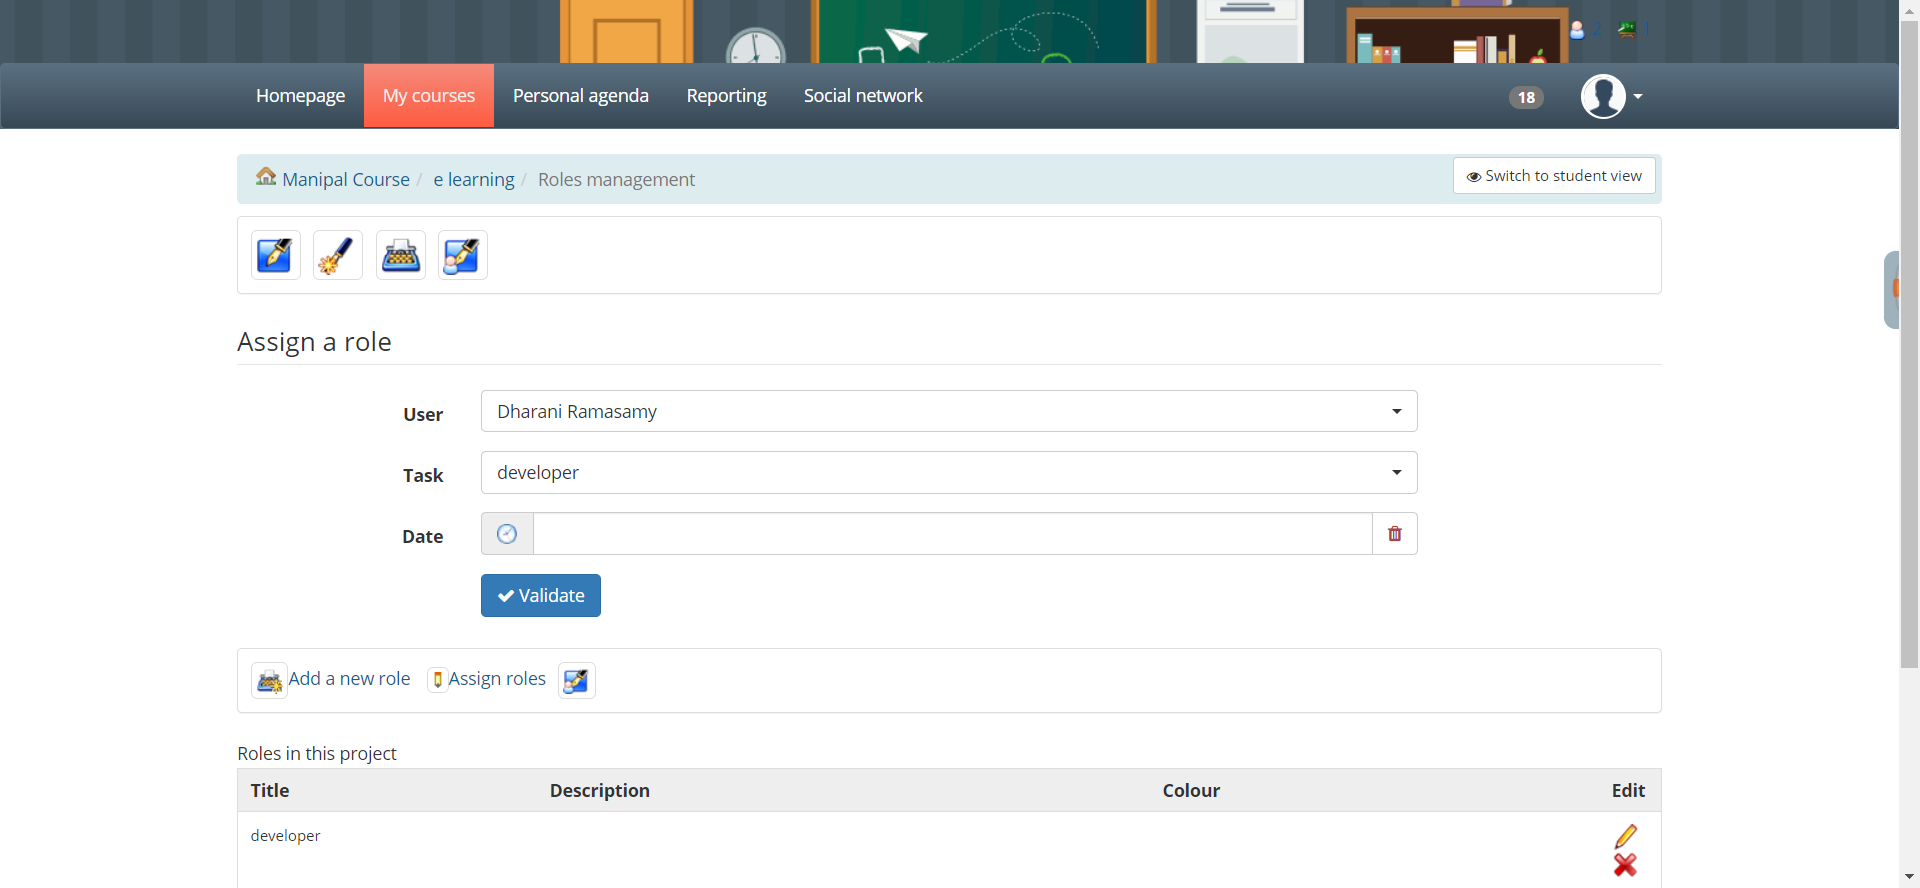 2 1
Homepage My courses Personal agenda Reporting Social network 18
Manipal Course / e learning / Roles management Switch to student view
Assign a role
User Dharani Ramasamy
Task developer
Date
Validate
Add a new role Assign roles
Roles in this project
Title Description Colour Edit
developer